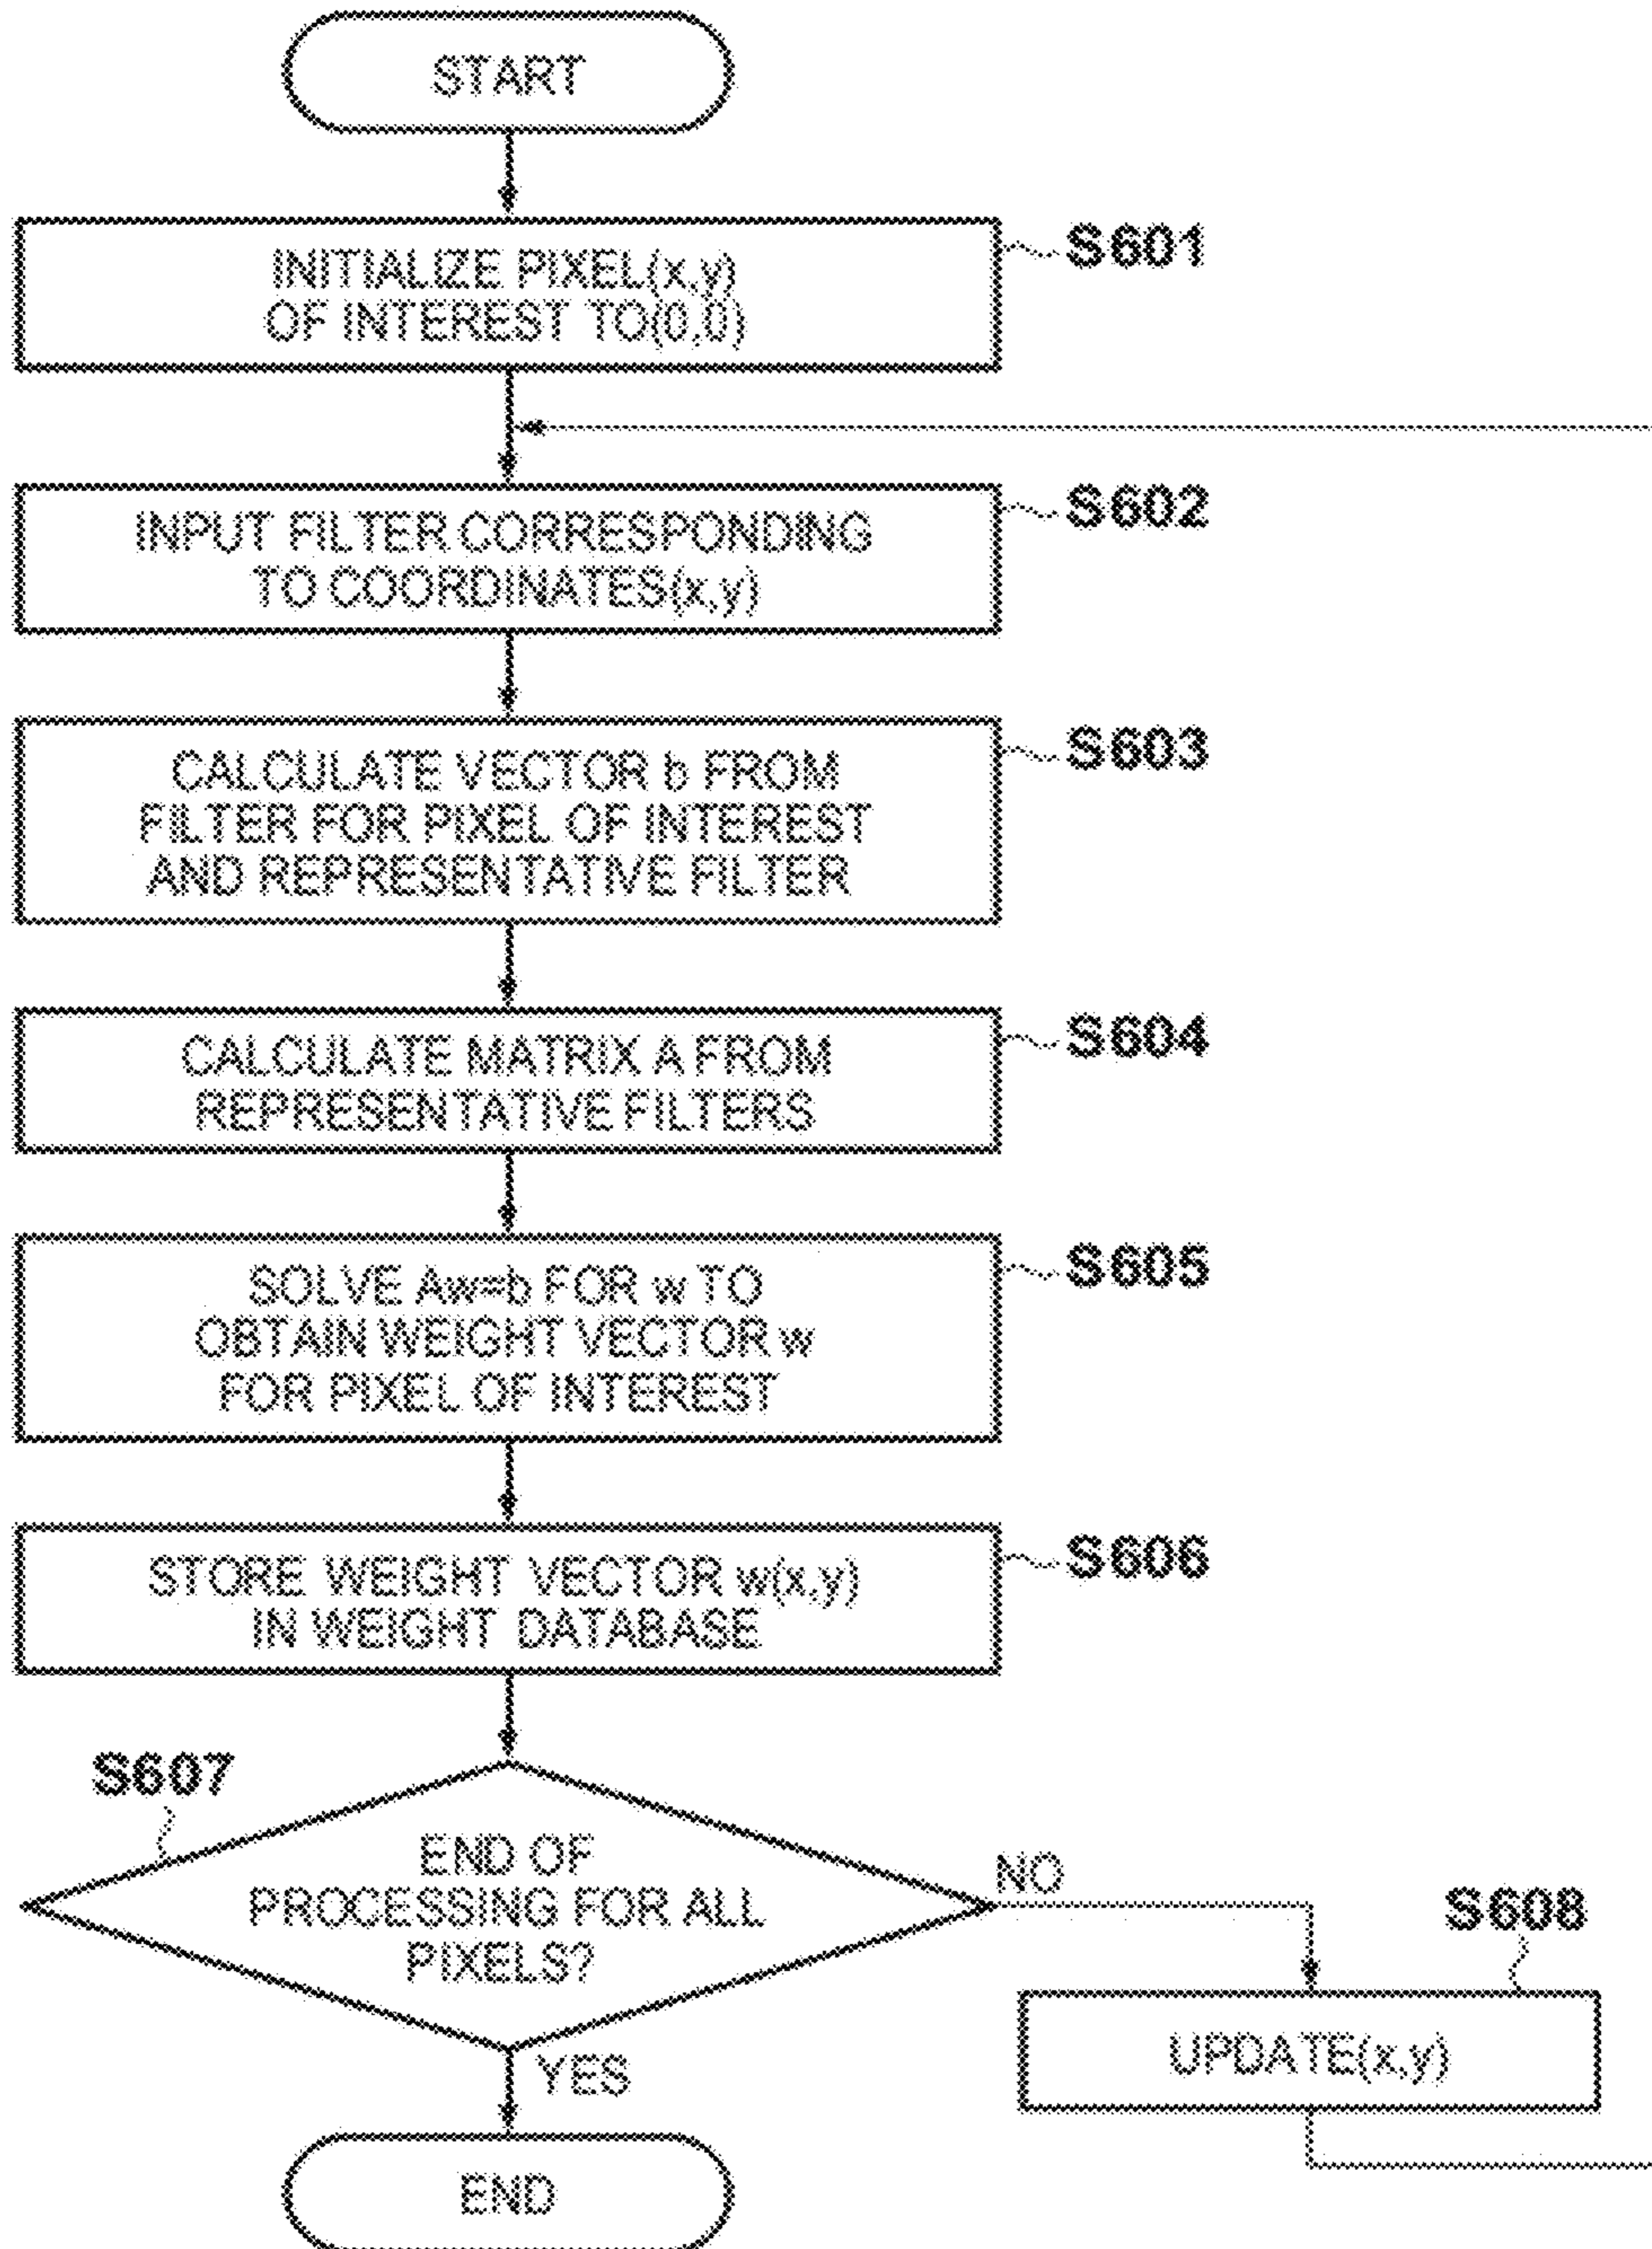 START
INITIALIZE PIXEL(x,y)
OF INTEREST TO(0,0)
S601
INPUT FILTER CORRESPONDING
TO COORDINATES(x,y)
S602
CALCULATE VECTOR b FROM
FILTER FOR PIXEL OF INTEREST
AND REPRESENTATIVE FILTER
S603
CALCULATE MATRIX A FROM
REPRESENTATIVE FILTERS
S604
SOLVE Aw=b FOR w TO
OBTAIN WEIGHT VECTOR w
FOR PIXEL OF INTEREST
S605
STORE WEIGHT VECTOR w(x,y)
IN WEIGHT DATABASE
S606
S607
END OF
PROCESSING FOR ALL
PIXELS?
NO
S608
UPDATE(x,y)
YES
END